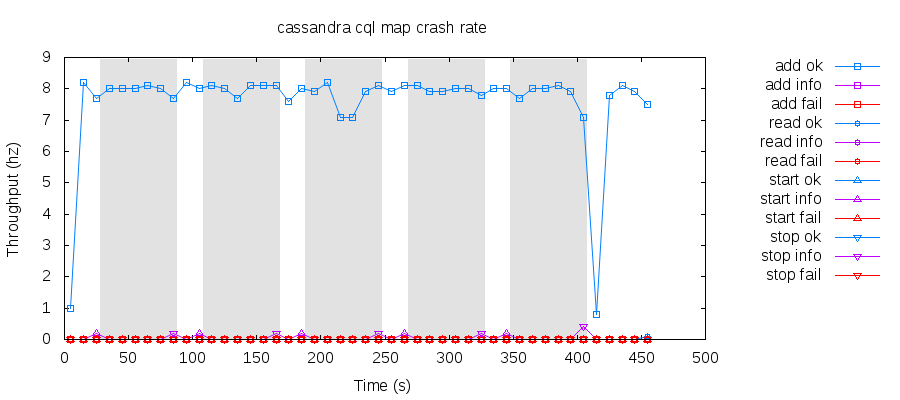 cassandra cql map crash rate
Throughput (hz)
9
8
7
6
5
4
3
2
1
0
0 50 100 150 200 250 300 350 400 450 500
Time (s)
add ok
add info
add fail
read ok
read info
read fail
start ok
start info
start fail
stop ok
stop info
stop fail